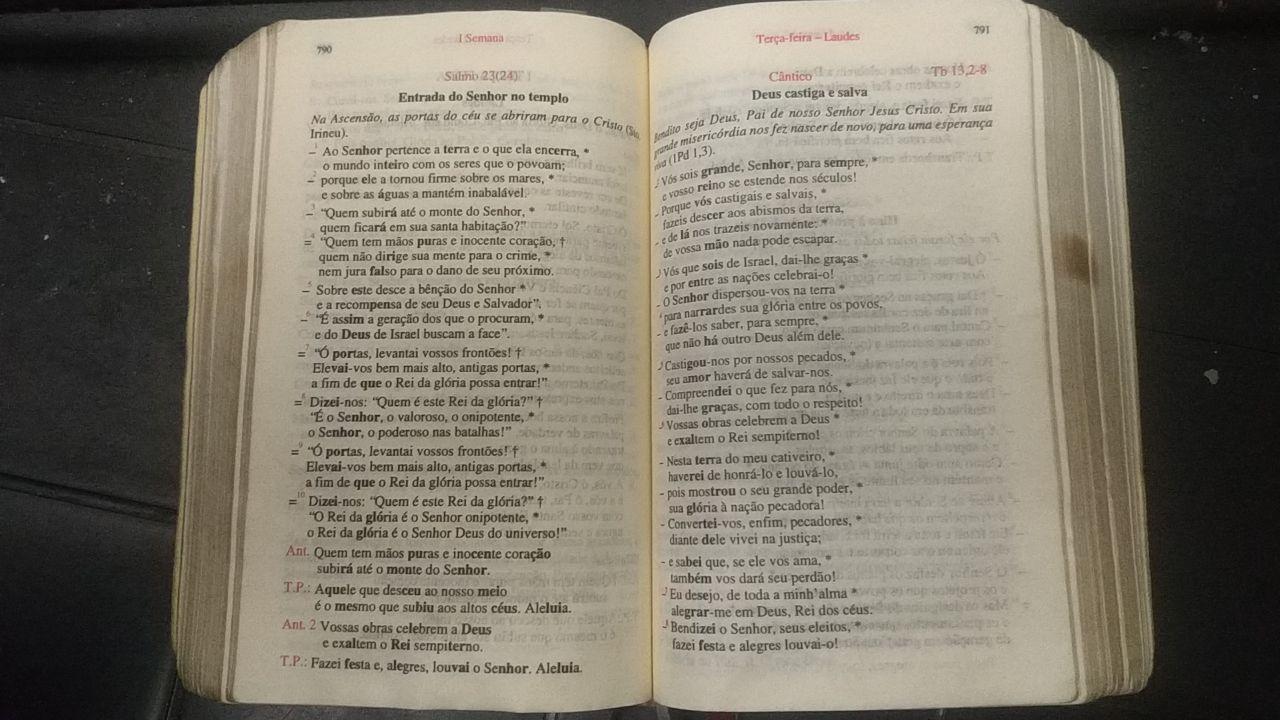 790
I Semana
Salmo 23(24)
Entrada do Senhor no templo
Na Ascensão, as portas do céu se abriram para o Cristo (Sto.
Irineu).
– ¹ Ao Senhor pertence a terra e o que ela encerra, *
o mundo inteiro com os seres que o povoam;
– ² porque ele a tornou firme sobre os mares, *
e sobre as águas a mantém inabalável.
– ³ “Quem subirá até o monte do Senhor, *
quem ficará em sua santa habitação?”
= ⁴ “Quem tem mãos puras e inocente coração, †
quem não dirige sua mente para o crime, *
nem jura falso para o dano de seu próximo.
– ⁵ Sobre este desce a bênção do Senhor *
e a recompensa de seu Deus e Salvador”.
– ⁶ “É assim a geração dos que o procuram, *
e do Deus de Israel buscam a face”.
= ⁷ “Ó portas, levantai vossos frontões! †
Elevai-vos bem mais alto, antigas portas, *
a fim de que o Rei da glória possa entrar!”
= ⁸ Dizei-nos: “Quem é este Rei da glória?” †
“É o Senhor, o valoroso, o onipotente, *
o Senhor, o poderoso nas batalhas!”
= ⁹ “Ó portas, levantai vossos frontões! †
Elevai-vos bem mais alto, antigas portas, *
a fim de que o Rei da glória possa entrar!”
= ¹⁰ Dizei-nos: “Quem é este Rei da glória?” †
“O Rei da glória é o Senhor onipotente, *
o Rei da glória é o Senhor Deus do universo!”
Ant. Quem tem mãos puras e inocente coração
subirá até o monte do Senhor.
T.P.: Aquele que desceu ao nosso meio
é o mesmo que subiu aos altos céus. Aleluia.
Ant. 2 Vossas obras celebrem a Deus
e exaltem o Rei sempiterno.
T.P.: Fazei festa e, alegres, louvai o Senhor. Aleluia.
Terça-feira – Laudes
791
Cântico
Tb 13,2-8
Deus castiga e salva
Bendito seja Deus, Pai de nosso Senhor Jesus Cristo. Em sua
grande misericórdia nos fez nascer de novo, para uma esperança
viva (1Pd 1,3).
– Vós sois grande, Senhor, para sempre, *
e vosso reino se estende nos séculos!
– Porque vós castigais e salvais, *
fazeis descer aos abismos da terra,
– e de lá nos trazeis novamente: *
de vossa mão nada pode escapar.
– Vós que sois de Israel, dai-lhe graças *
e por entre as nações celebrai-o!
– O Senhor dispersou-vos na terra *
para narrardes sua glória entre os povos,
– e fazê-los saber, para sempre, *
que não há outro Deus além dele.
– Castigou-nos por nossos pecados, *
seu amor haverá de salvar-nos.
– Compreendei o que fez para nós, *
dai-lhe graças, com todo o respeito!
– Vossas obras celebrem a Deus *
e exaltem o Rei sempiterno!
– Nesta terra do meu cativeiro, *
haverei de honrá-lo e louvá-lo,
– pois mostrou o seu grande poder, *
sua glória à nação pecadora!
– Convertei-vos, enfim, pecadores, *
diante dele vivei na justiça;
– e sabei que, se ele vos ama, *
também vos dará seu perdão!
– Eu desejo, de toda a minh’alma *
alegrar-me em Deus, Rei dos céus.
– Bendizei o Senhor, seus eleitos, *
fazei festa e alegres louvai-o!